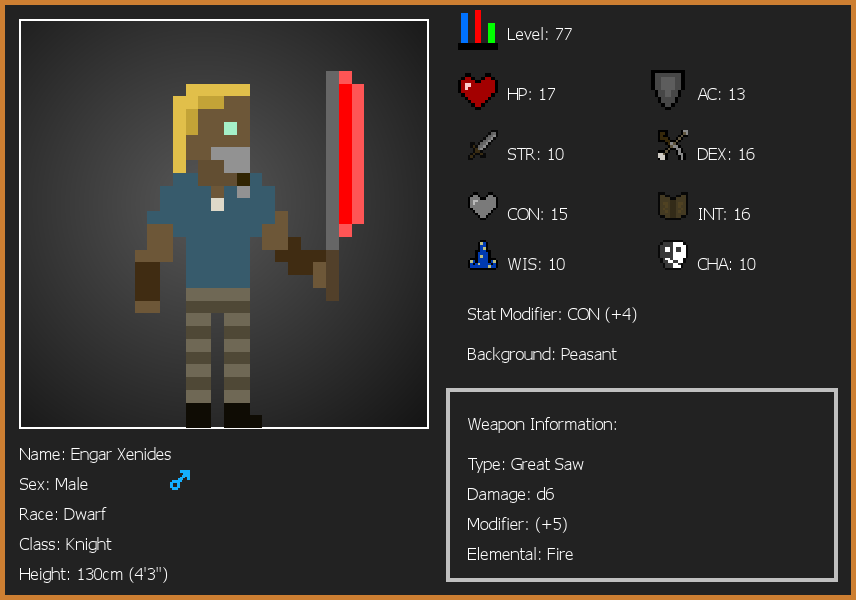 Level: 77
HP: 17
AC: 13
STR: 10
DEX: 16
CON: 15
INT: 16
WIS: 10
CHA: 10
Stat Modifier: CON (+4)
Background: Peasant
Weapon Information:
Type: Great Saw
Damage: d6
Modifier: (+5)
Elemental: Fire
Name: Engar Xenides
Sex: Male
Race: Dwarf
Class: Knight
Height: 130cm (4'3")